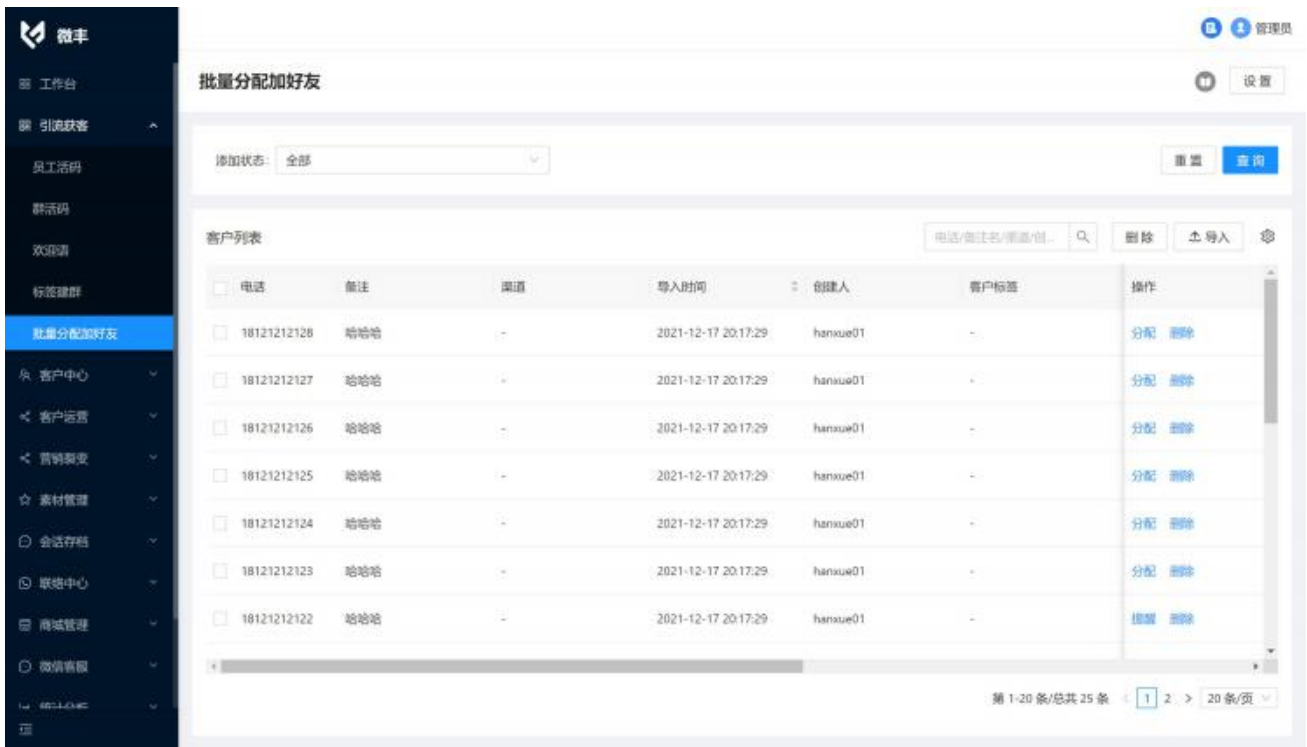 微丰
管理员
工作台
批量分配加好友
设置
引流获客
员工活码
添加状态: 全部
重置
查询
群活码
欢迎语
客户列表
电话/备注名/渠道/创...
删除
导入
标签建群
电话 备注 渠道 导入时间 创建人 客户标签 操作
批量分配加好友
18121212128 哈哈哈 - 2021-12-17 20:17:29 hanxue01 - 分配 删除
客户中心
18121212127 哈哈哈 - 2021-12-17 20:17:29 hanxue01 - 分配 删除
客户运营
18121212126 哈哈哈 - 2021-12-17 20:17:29 hanxue01 - 分配 删除
营销裂变
18121212125 哈哈哈 - 2021-12-17 20:17:29 hanxue01 - 分配 删除
素材管理
18121212124 哈哈哈 - 2021-12-17 20:17:29 hanxue01 - 分配 删除
会话存档
18121212123 哈哈哈 - 2021-12-17 20:17:29 hanxue01 - 分配 删除
联络中心
18121212122 哈哈哈 - 2021-12-17 20:17:29 hanxue01 - 提醒 删除
商城管理
微信客服
统计分析
第 1-20 条/总共 25 条 1 2 20 条/页